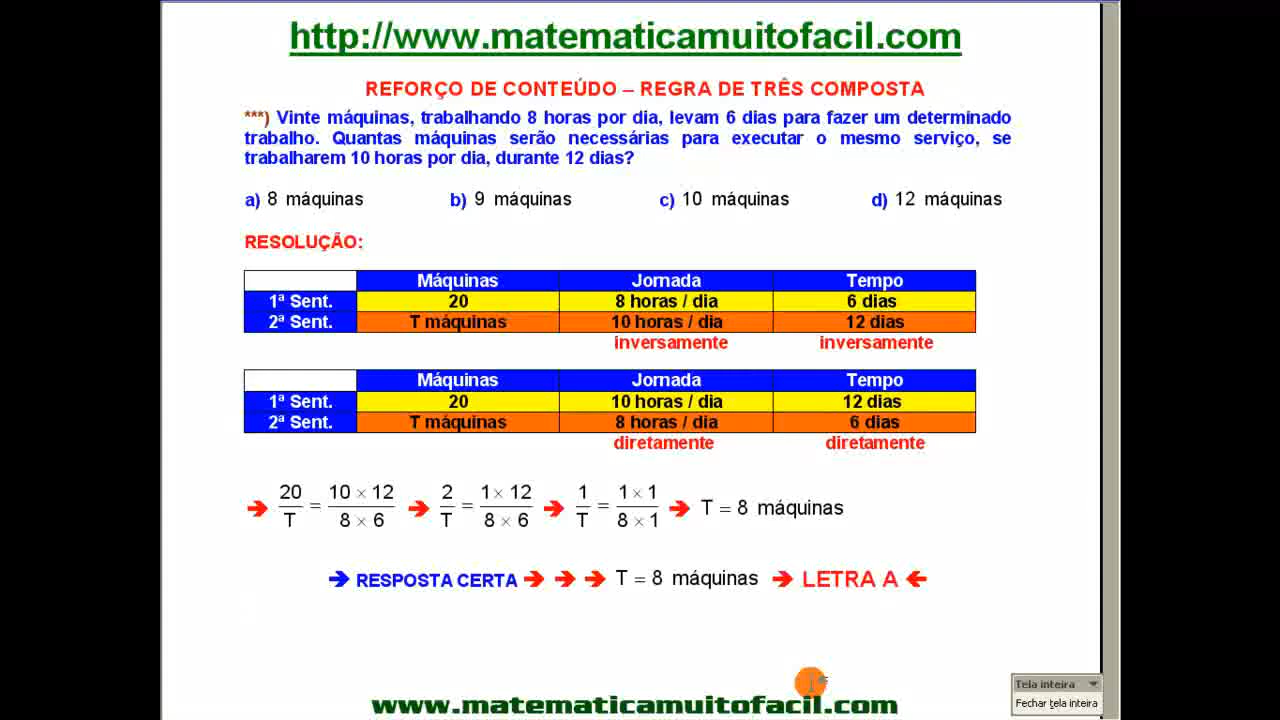 http://www.matematicamuitofacil.com
REFORÇO DE CONTEÚDO – REGRA DE TRÊS COMPOSTA
***) Vinte máquinas, trabalhando 8 horas por dia, levam 6 dias para fazer um determinado
trabalho. Quantas máquinas serão necessárias para executar o mesmo serviço, se
trabalharem 10 horas por dia, durante 12 dias?
a) 8 máquinas b) 9 máquinas c) 10 máquinas d) 12 máquinas
RESOLUÇÃO:
Máquinas Jornada Tempo
1ª Sent. 20 8 horas / dia 6 dias
2ª Sent. T máquinas 10 horas / dia 12 dias
inversamente inversamente
Máquinas Jornada Tempo
1ª Sent. 20 10 horas / dia 12 dias
2ª Sent. T máquinas 8 horas / dia 6 dias
diretamente diretamente
➔ 20/T = 10 × 12/8 × 6 ➔ 2/T = 1 × 12/8 × 6 ➔ 1/T = 1 × 1/8 × 1 ➔ T = 8 máquinas
➔ RESPOSTA CERTA ➔ ➔ ➔ T = 8 máquinas ➔ LETRA A ←
www.matematicamuitofacil.com
Tela inteira
Fechar tela inteira